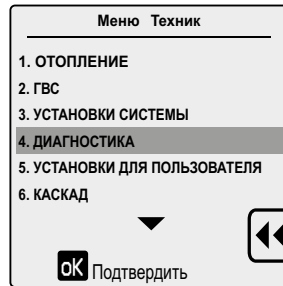 Меню Техник
1. ОТОПЛЕНИЕ
2. ГВС
3. УСТАНОВКИ СИСТЕМЫ
4. ДИАГНОСТИКА
5. УСТАНОВКИ ДЛЯ ПОЛЬЗОВАТЕЛЯ
6. КАСКАД
OK Подтвердить